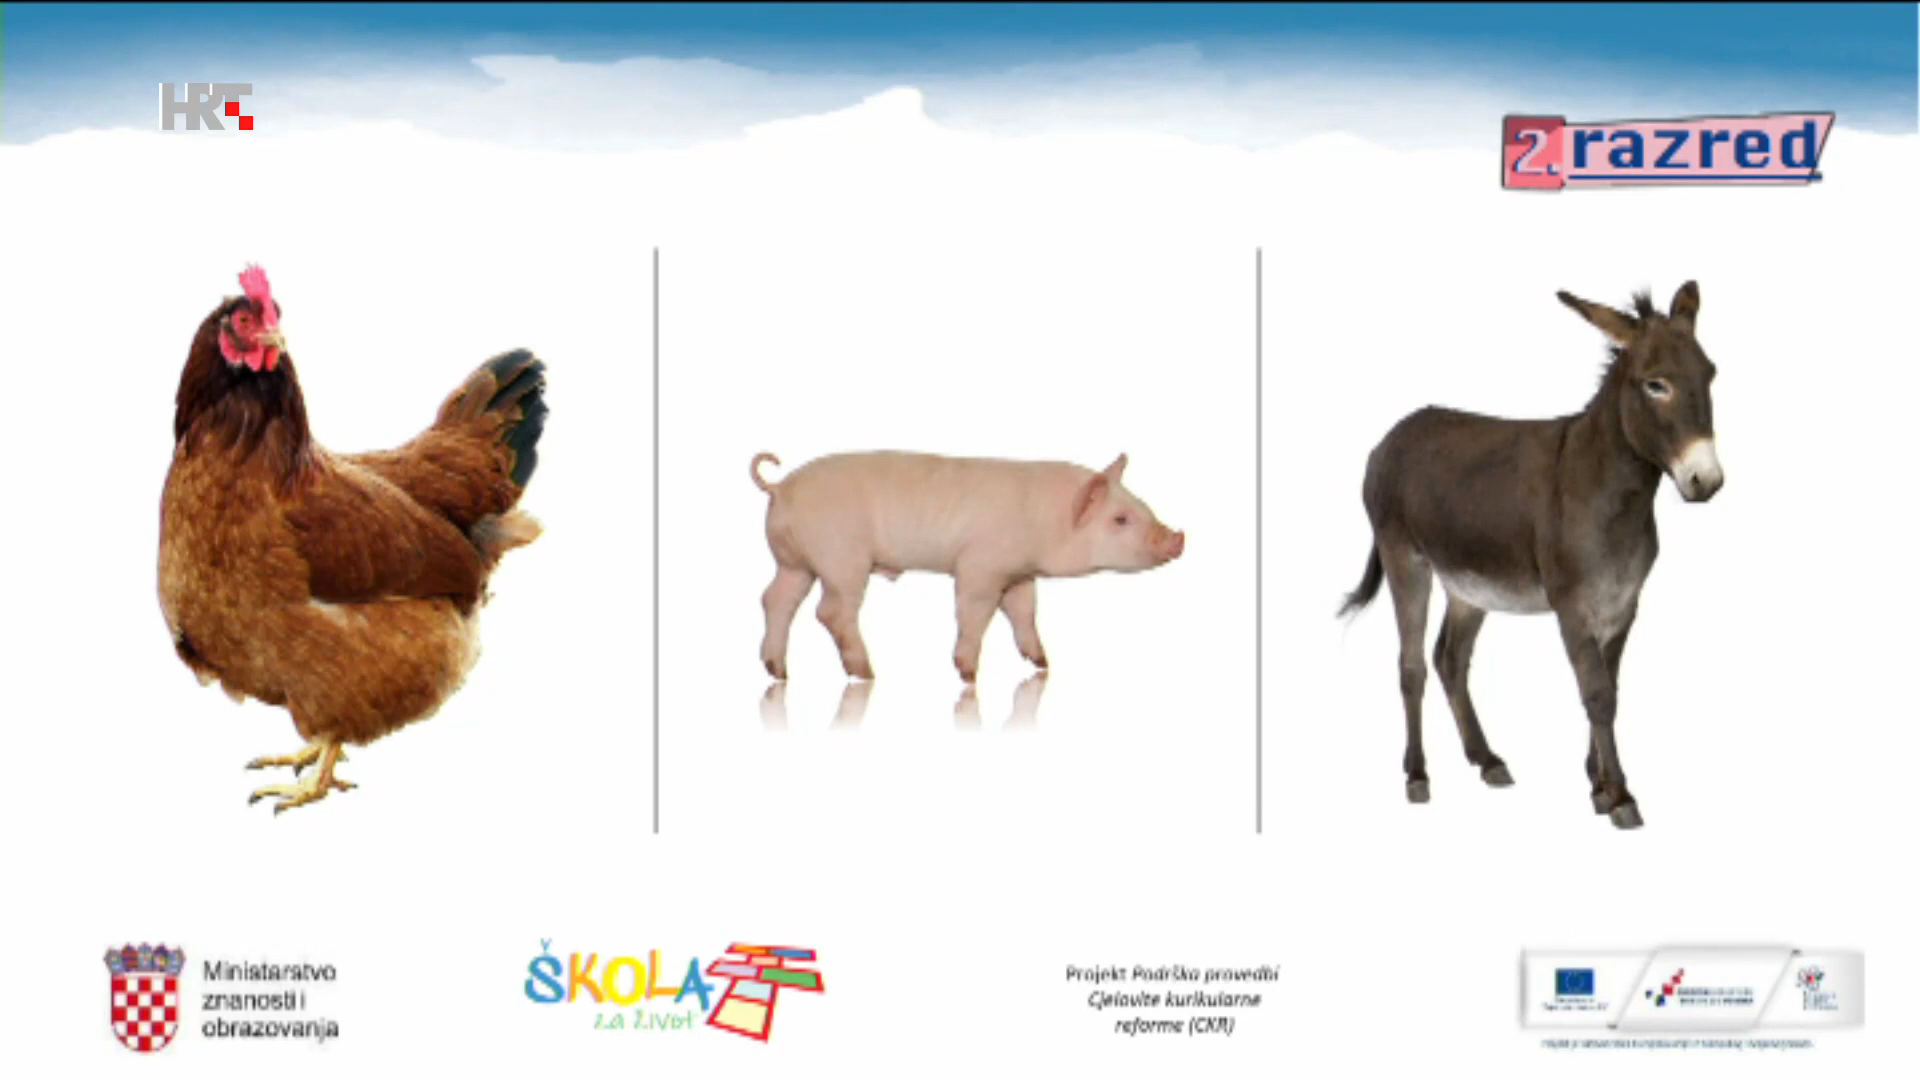 HRT
2. razred
Ministarstvo
znanosti i
obrazovanja
ŠKOLA
za život
Projekt Podrška provedbi
Cjelovite kurikularne
reforme (CKR)